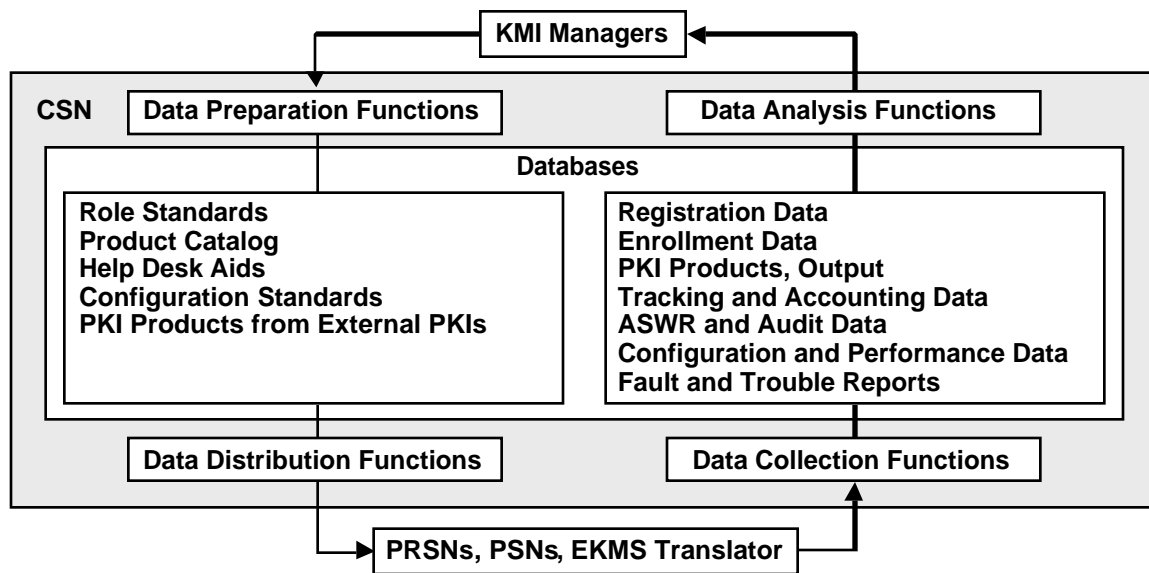 KMI Managers
CSN
Data Preparation Functions
Data Analysis Functions
Databases
Role Standards
Product Catalog
Help Desk Aids
Configuration Standards
PKI Products from External PKIs
Registration Data
Enrollment Data
PKI Products, Output
Tracking and Accounting Data
ASWR and Audit Data
Configuration and Performance Data
Fault and Trouble Reports
Data Distribution Functions
Data Collection Functions
PRSNs, PSNs, EKMS Translator